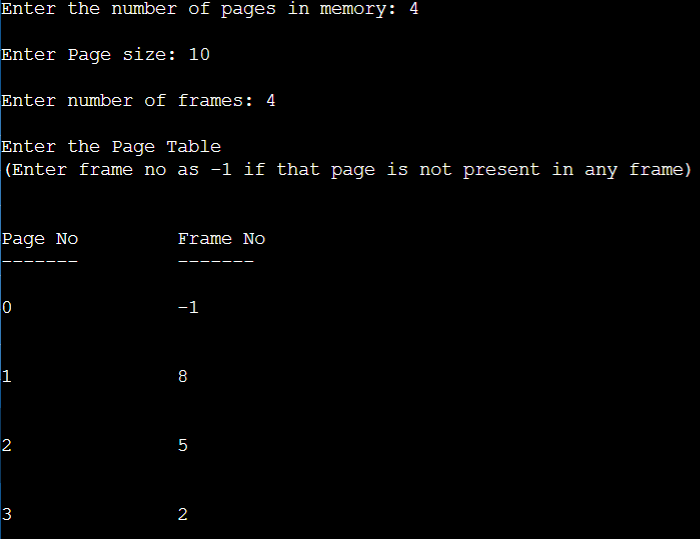 Enter the number of pages in memory: 4
Enter Page size: 10
Enter number of frames: 4
Enter the Page Table
(Enter frame no as -1 if that page is not present in any frame)
Page No Frame No
------- -------
0 -1
1 8
2 5
3 2